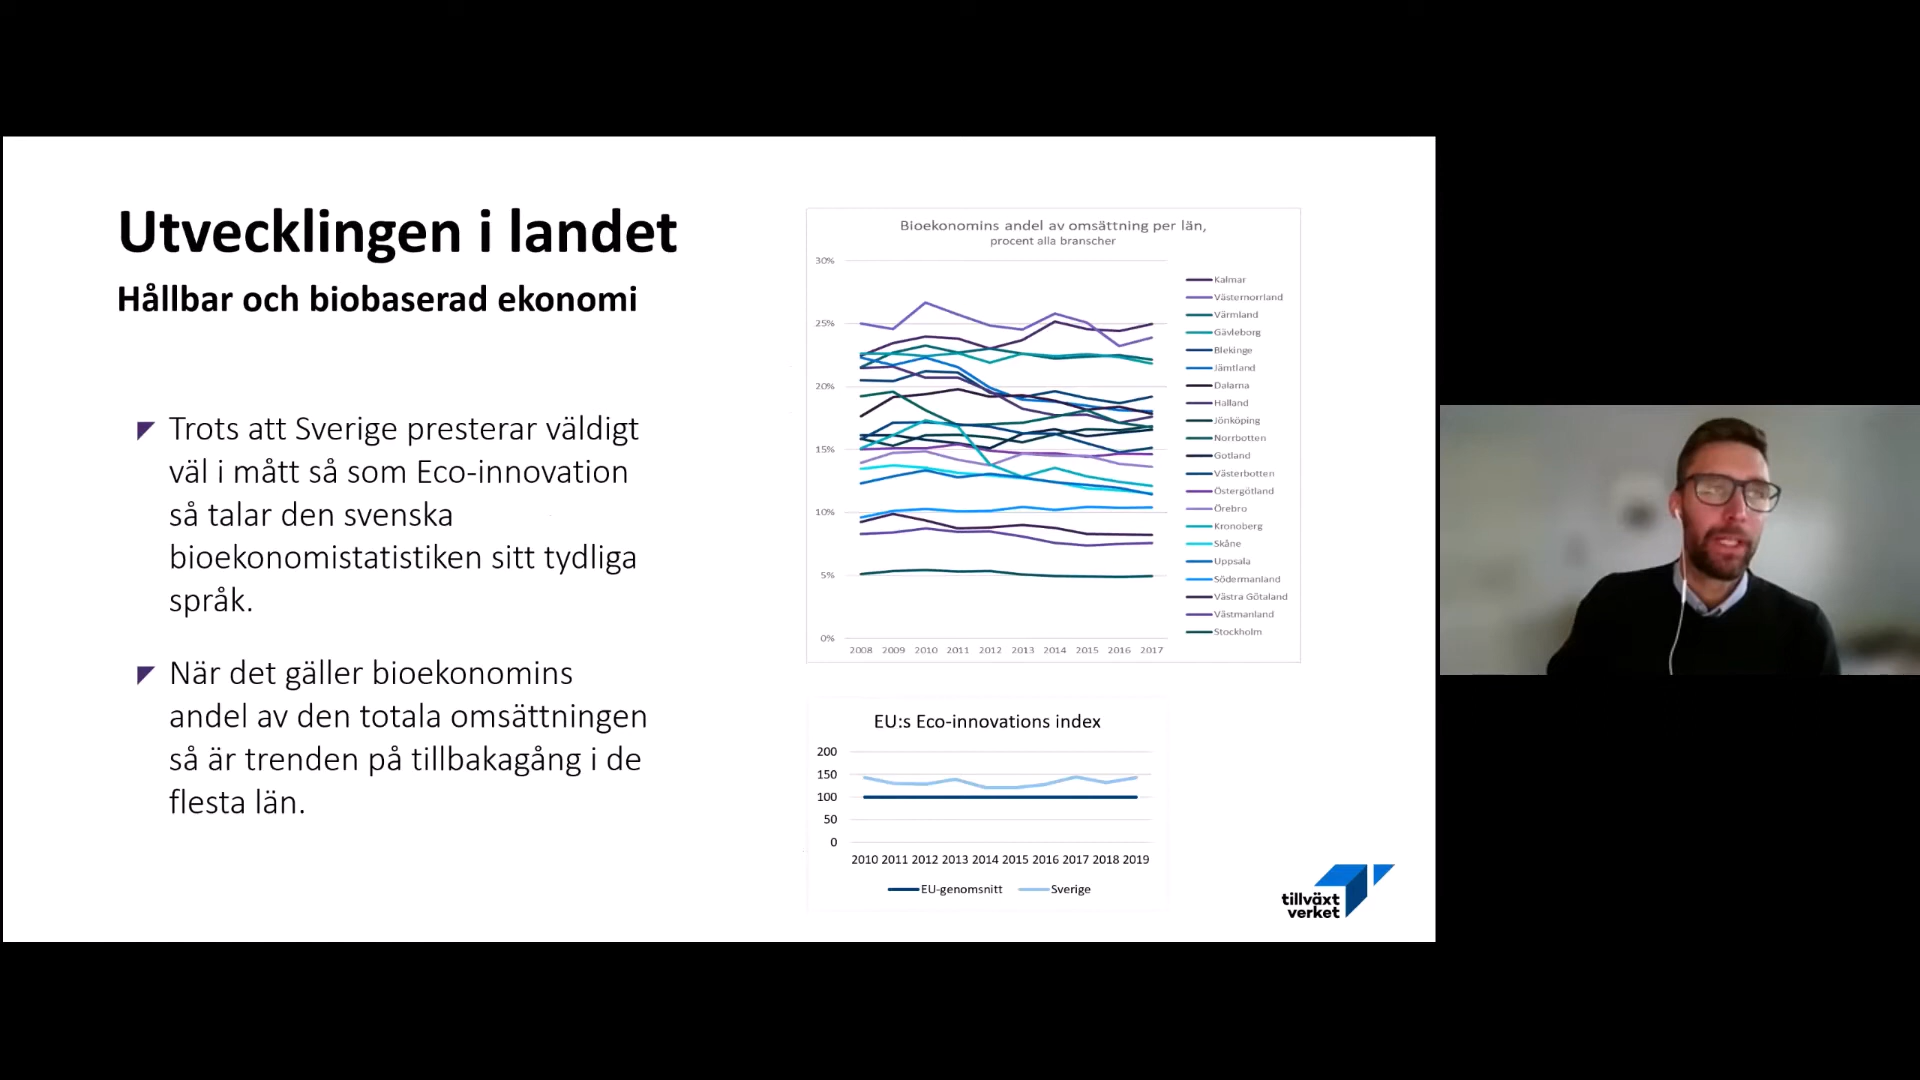 Utvecklingen i landet
Hållbar och biobaserad ekonomi
Trots att Sverige presterar väldigt
väl i mått så som Eco-innovation
så talar den svenska
bioekonomistatistiken sitt tydliga
språk.
När det gäller bioekonomins
andel av den totala omsättningen
så är trenden på tillbakagång i de
flesta län.
Bioekonomins andel av omsättning per län,
procent alla branscher
30%
25%
20%
15%
10%
5%
0%
2008 2009 2010 2011 2012 2013 2014 2015 2016 2017
Kalmar
Västernorrland
Värmland
Gävleborg
Blekinge
Jämtland
Dalarna
Halland
Jönköping
Norrbotten
Gotland
Västerbotten
Östergötland
Örebro
Kronoberg
Skåne
Uppsala
Södermanland
Västra Götaland
Västmanland
Stockholm
EU:s Eco-innovations index
200
150
100
50
0
2010 2011 2012 2013 2014 2015 2016 2017 2018 2019
EU-genomsnitt Sverige
tillväxt
verket